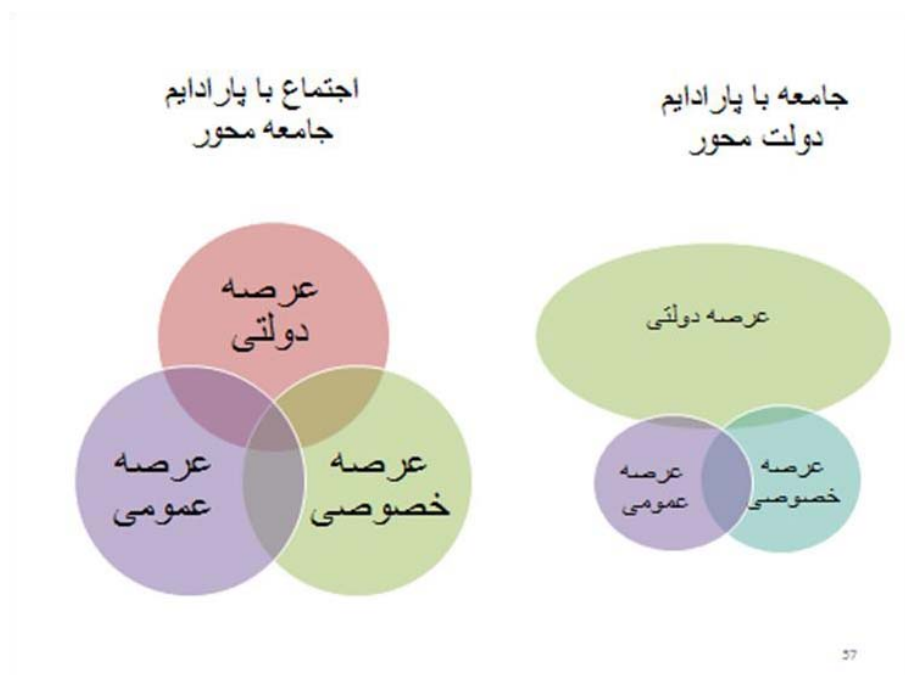 جامعه با پارادایم
دولت محور
عرصه دولتی
عرصه
خصوصی
عرصه
عمومی
اجتماع با پارادایم
جامعه محور
عرصه
دولتی
عرصه
خصوصی
عرصه
عمومی
57